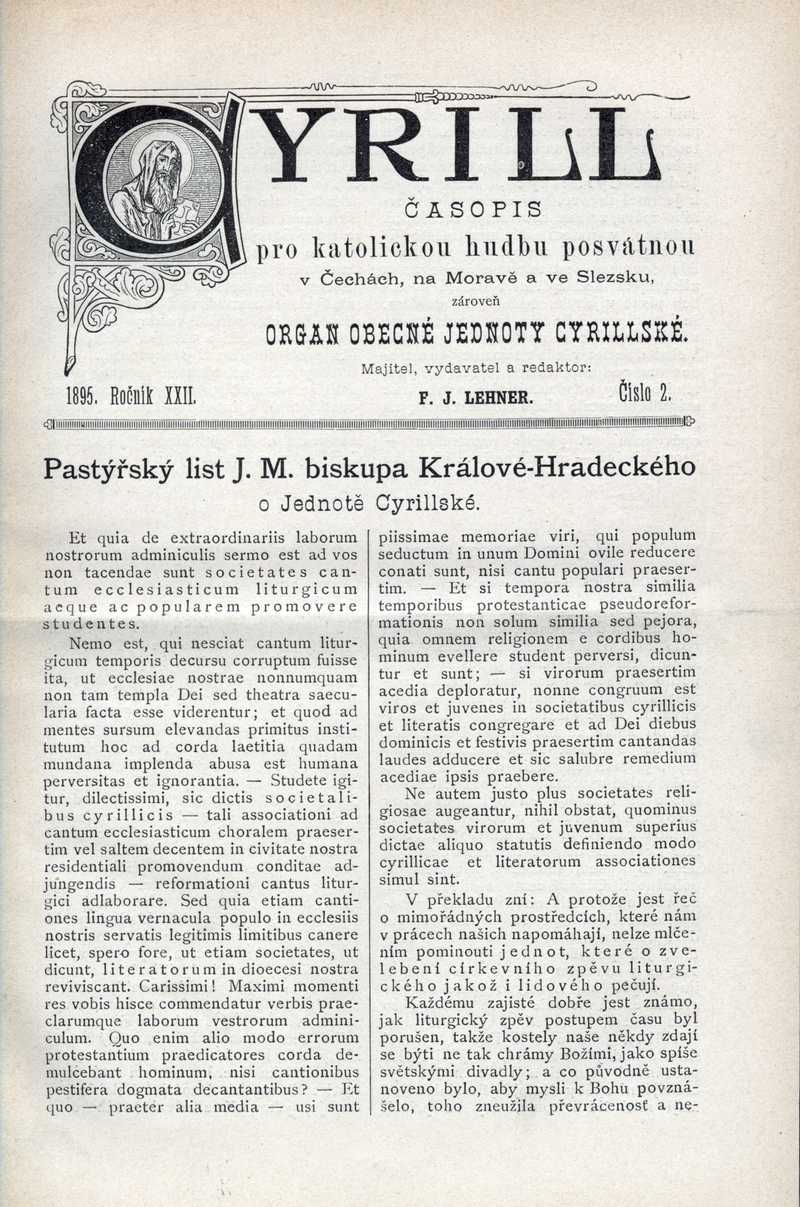 CYRILL
ČASOPIS
pro katolickou hudbu posvátnou
v Čechách, na Moravě a ve Slezsku,
zároveň
ORGAN OBECNÉ JEDNOTY CYRILLSKÉ.
Majitel, vydavatel a redaktor:
1895. Ročník XXII. F. J. LEHNER. Číslo 2.
Pastýřský list J. M. biskupa Králové-Hradeckého
o Jednotě Cyrillské.
Et quia de extraordinariis laborum
nostrorum adminiculis sermo est ad vos
non tacendae sunt societates can-
tum ecclesiasticum liturgicum
aeque ac popularem promovere
studentes.
Nemo est, qui nesciat cantum litur-
gicum temporis decursu corruptum fuisse
ita, ut ecclesiae nostrae nonnumquam
non tam templa Dei sed theatra saecu-
laria facta esse viderentur; et quod ad
mentes sursum elevandas primitus insti-
tutum hoc ad corda laetitia quadam
mundana implenda abusa est humana
perversitas et ignorantia. — Studete igi-
tur, dilectissimi, sic dictis societali-
bus cyrillicis — tali associationi ad
cantum ecclesiasticum choralem praeser-
tim vel saltem decentem in civitate nostra
residentiali promovendum conditae ad-
jungendis — reformationi cantus litur-
gici adlaborare. Sed quia etiam canti-
ones lingua vernacula populo in ecclesiis
nostris servatis legitimis limitibus canere
licet, spero fore, ut etiam societates, ut
dicunt, literatorum in dioecesi nostra
reviviscant. Carissimi! Maximi momenti
res vobis hisce commendatur verbis prae-
clarumque laborum vestrorum admini-
culum. Quo enim alio modo errorum
protestantium praedicatores corda de-
mulcebant hominum, nisi cantionibus
pestifera dogmata decantantibus? — Et
quo — praeter alia media — usi sunt
piissimae memoriae viri, qui populum
seductum in unum Domini ovile reducere
conati sunt, nisi cantu populari praeser-
tim. — Et si tempora nostra similia
temporibus protestanticae pseudorefor-
mationis non solum similia sed pejora,
quia omnem religionem e cordibus ho-
minum evellere student perversi, dicun-
tur et sunt; — si virorum praesertim
acedia deploratur, nonne congruum est
viros et juvenes in societatibus cyrillicis
et literatis congregare et ad Dei diebus
dominicis et festivis praesertim cantandas
laudes adducere et sic salubre remedium
acediae ipsis praebere.
Ne autem justo plus societates reli-
giosae augeantur, nihil obstat, quominus
societates virorum et juvenum superius
dictae aliquo statutis definiendo modo
cyrillicae et literatorum associationes
simul sint.
V překladu zní: A protože jest řeč
o mimořádných prostředcích, které nám
v prácech našich napomáhají, nelze mlče-
ním pominouti jednot, které o zve-
lebení církevního zpěvu liturgi-
ckého jakož i lidového pečují.
Každému zajisté dobře jest známo,
jak liturgický zpěv postupem času byl
porušen, takže kostely naše někdy zdají
se býti ne tak chrámy Božími, jako spíše
světskými divadly; a co původně usta-
noveno bylo, aby mysli k Bohu povzná-
šelo, toho zneužila převrácenosť a ne-